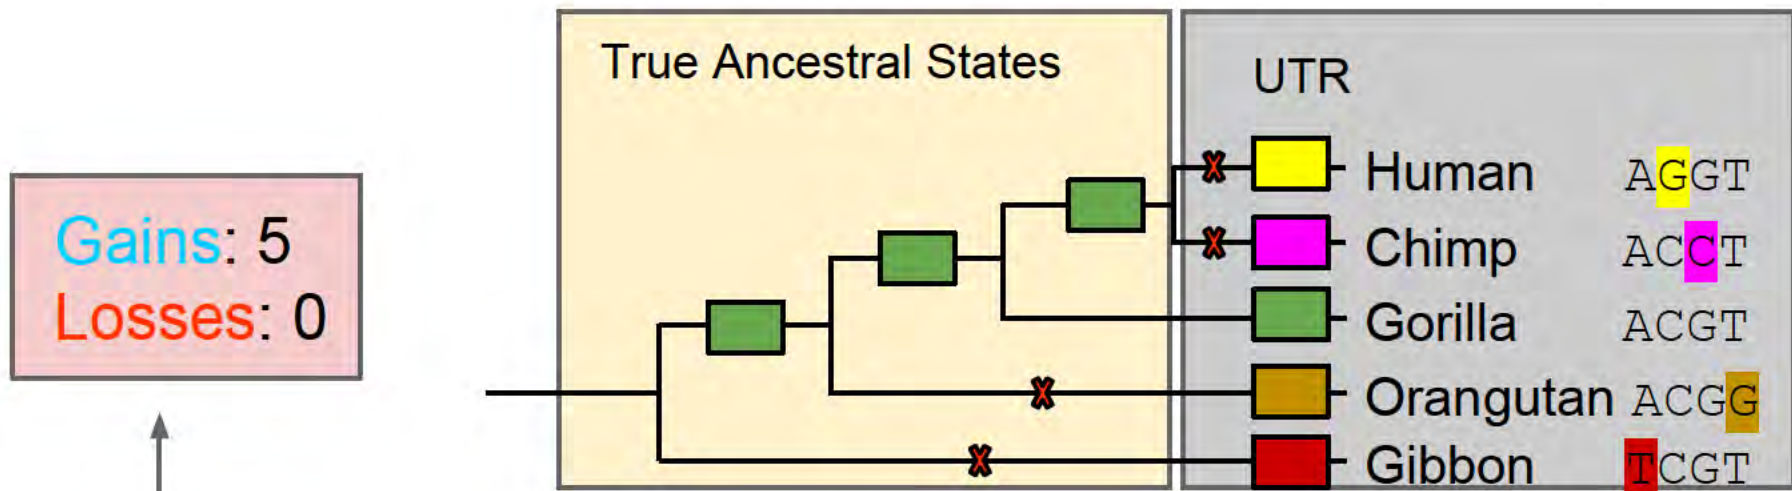 True Ancestral States
UTR
Human AGGT
Gains: 5
Chimp ACCT
Losses: 0
Gorilla ACGT
Orangutan ACGG
Gibbon TCGT